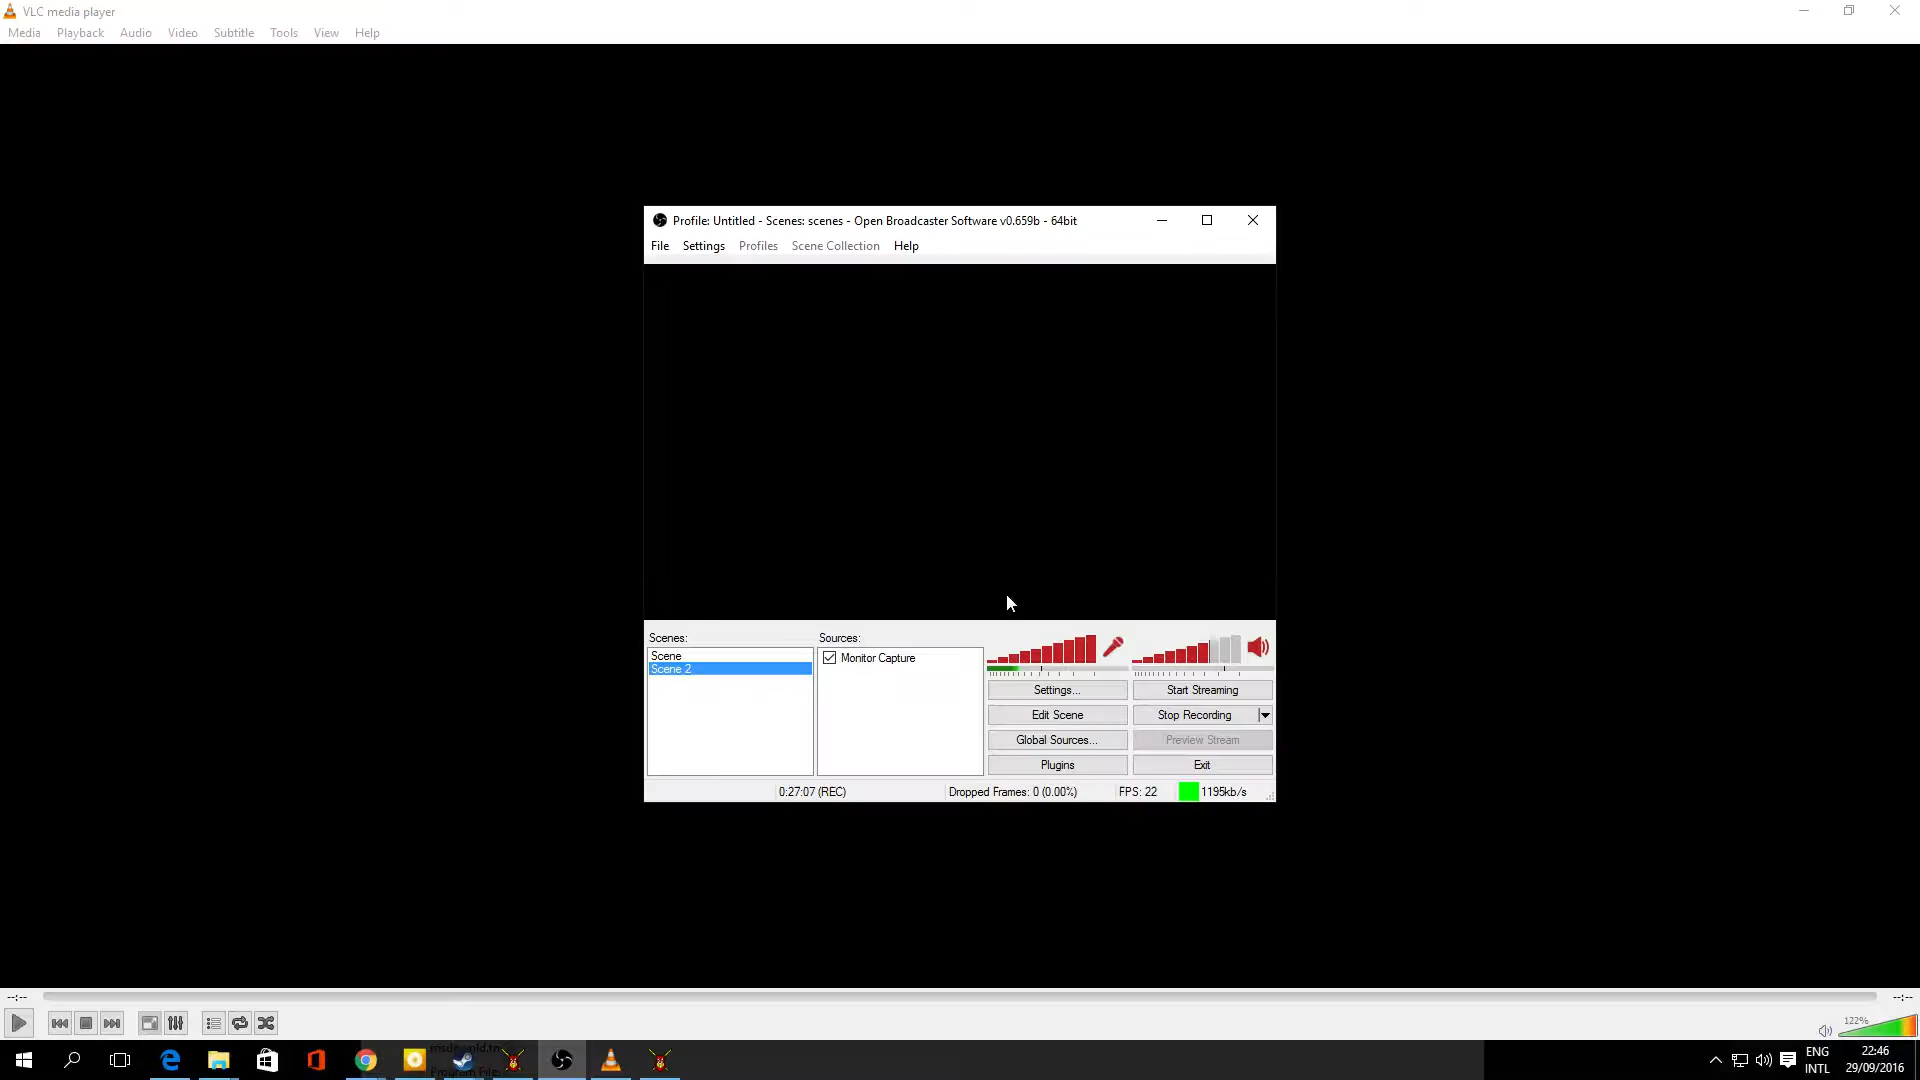 VLC media player
Media Playback Audio Video Subtitle Tools View Help
Profile: Untitled - Scenes: scenes - Open Broadcaster Software v0.659b - 64bit
File Settings Profiles Scene Collection Help
Scenes: Sources:
Scene
Scene 2
Monitor Capture
Settings... Start Streaming
Edit Scene Stop Recording
Global Sources... Preview Stream
Plugins Exit
0:27:07 (REC) Dropped Frames: 0 (0.00%) FPS: 22 1195kb/s
--:-- --:--
122%
Program File
ENG 22:46
INTL 29/09/2016